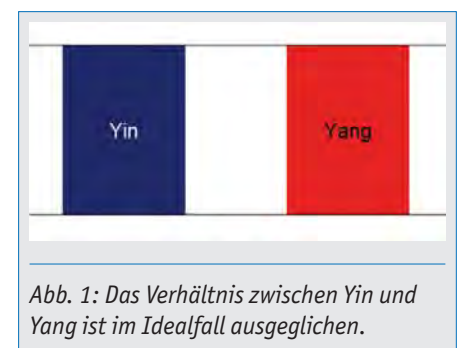 Yin Yang
Abb. 1: Das Verhältnis zwischen Yin und
Yang ist im Idealfall ausgeglichen.